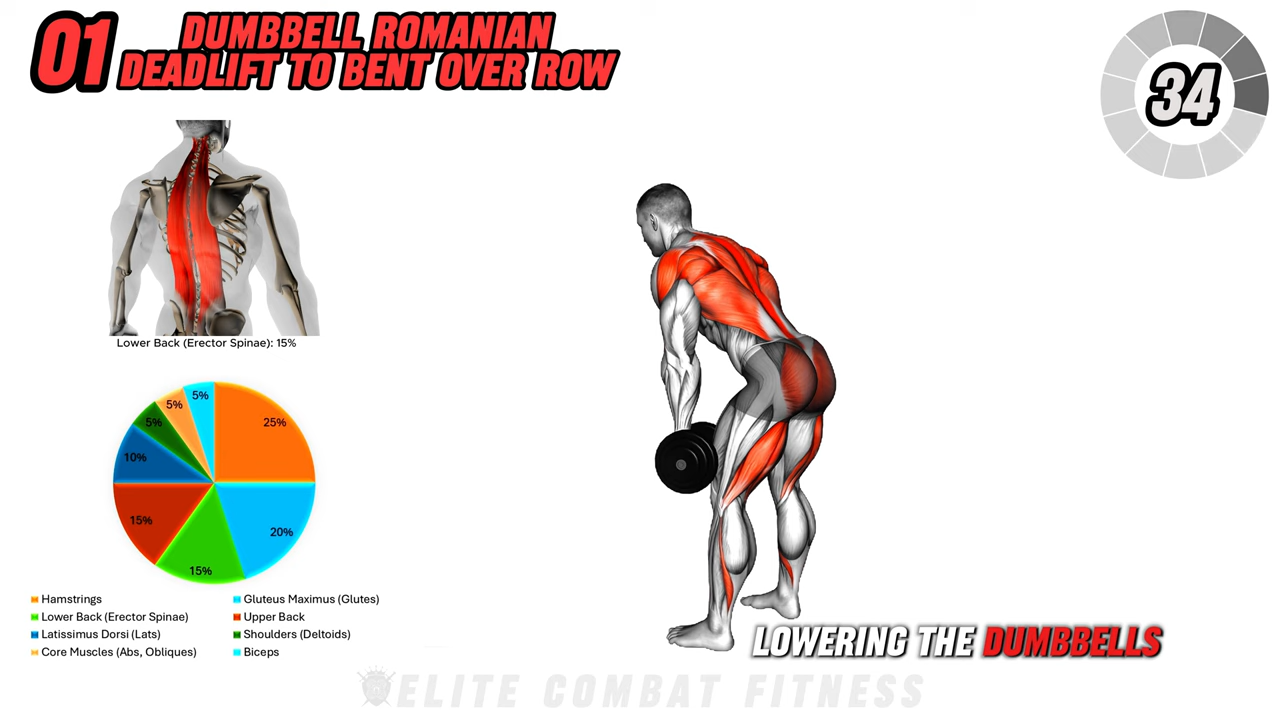 01
DUMBBELL ROMANIAN
DEADLIFT TO BENT OVER ROW
34
Lower Back (Erector Spinae): 15%
5%
5%
5%
25%
10%
15%
20%
15%
Hamstrings
Gluteus Maximus (Glutes)
Lower Back (Erector Spinae)
Upper Back
Latissimus Dorsi (Lats)
Shoulders (Deltoids)
Core Muscles (Abs, Obliques)
Biceps
LOWERING THE DUMBBELLS
ELITE COMBAT FITNESS